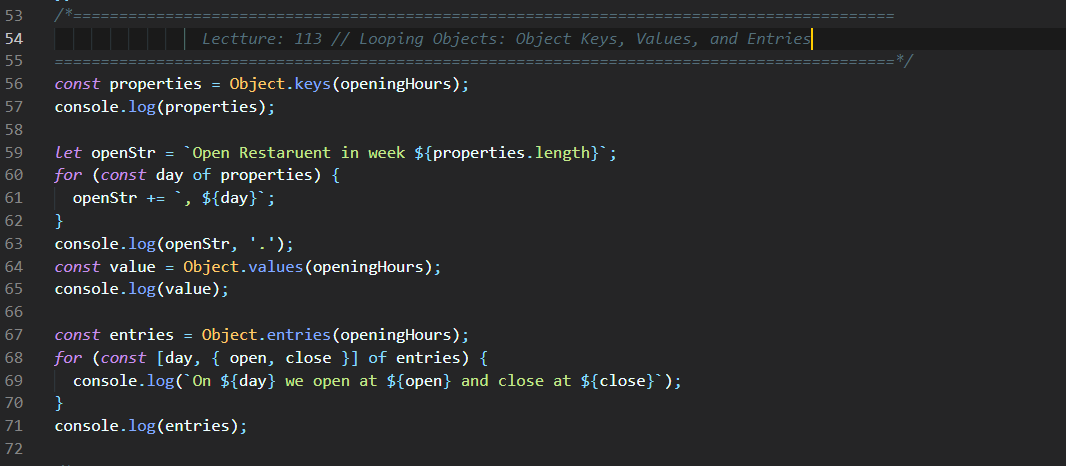 53 /*===========================================================================================
54 Lectture: 113 // Looping Objects: Object Keys, Values, and Entries
55 ===========================================================================================*/
56 const properties = Object.keys(openingHours);
57 console.log(properties);
58
59 let openStr = `Open Restaruent in week ${properties.length}`;
60 for (const day of properties) {
61 openStr += `, ${day}`;
62 }
63 console.log(openStr, '.');
64 const value = Object.values(openingHours);
65 console.log(value);
66
67 const entries = Object.entries(openingHours);
68 for (const [day, { open, close }] of entries) {
69 console.log(`On ${day} we open at ${open} and close at ${close}`);
70 }
71 console.log(entries);
72